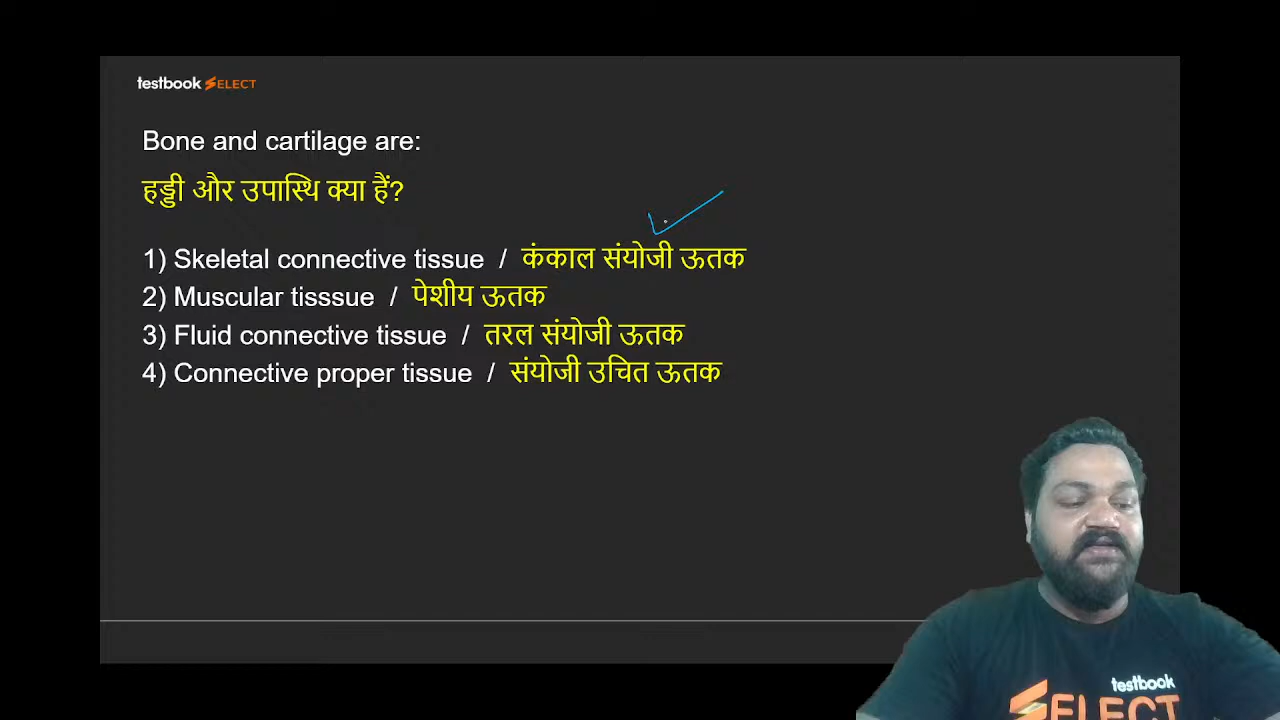 testbook SELECT
Bone and cartilage are:
हड्डी और उपास्थि क्या हैं?
1) Skeletal connective tissue / कंकाल संयोजी ऊतक
2) Muscular tisssue / पेशीय ऊतक
3) Fluid connective tissue / तरल संयोजी ऊतक
4) Connective proper tissue / संयोजी उचित ऊतक
testbook
SELECT